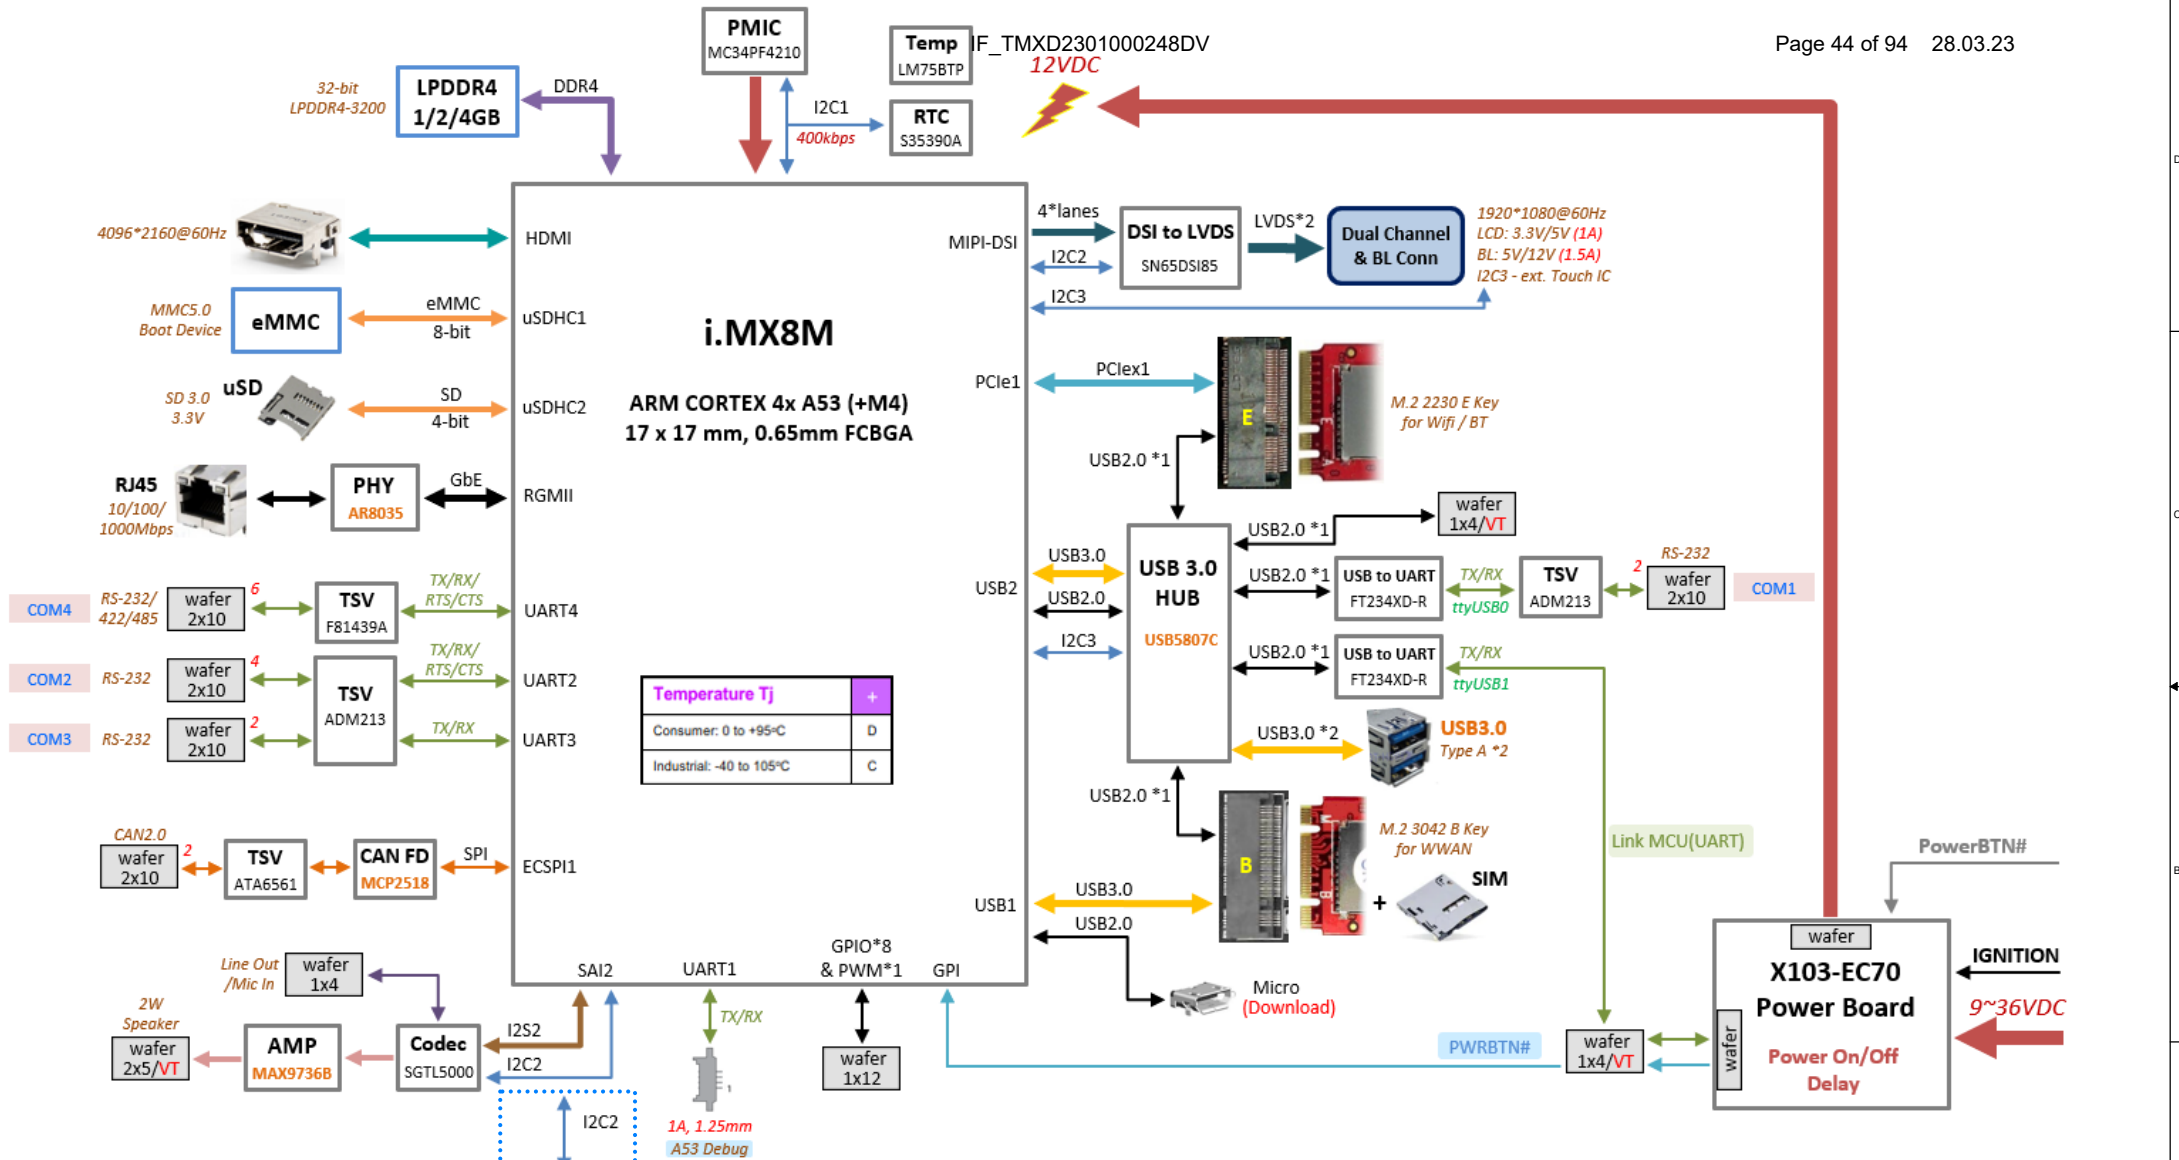 IF_TMXD2301000248DV
Page 44 of 94 28.03.23
PMIC
MC34PF4210
Temp
LM75BTP
12VDC
32-bit
LPDDR4-3200
LPDDR4
1/2/4GB
DDR4
I2C1
400kbps
RTC
S35390A
4096*2160@60Hz
HDMI
MMC5.0
Boot Device
eMMC
eMMC
8-bit
uSDHC1
SD 3.0
3.3V
uSD
SD
4-bit
uSDHC2
RJ45
10/100/
1000Mbps
PHY
AR8035
GbE
RGMII
COM4
RS-232/
422/485
wafer
2x10
6
TSV
F81439A
TX/RX/
RTS/CTS
UART4
COM2
RS-232
wafer
2x10
4
TSV
ADM213
TX/RX/
RTS/CTS
UART2
COM3
RS-232
wafer
2x10
2
TX/RX
UART3
CAN2.0
wafer
2x10
2
TSV
ATA6561
CAN FD
MCP2518
SPI
ECSPI1
Line Out
/Mic In
wafer
1x4
2W
Speaker
wafer
2x5/VT
AMP
MAX9736B
Codec
SGTL5000
I2S2
I2C2
I2C2
SAI2
UART1
TX/RX
1
1A, 1.25mm
A53 Debug
GPIO*8
& PWM*1
wafer
1x12
GPI
i.MX8M
ARM CORTEX 4x A53 (+M4)
17 x 17 mm, 0.65mm FCBGA
Temperature Tj +
Consumer: 0 to +95ºC D
Industrial: -40 to 105ºC C
MIPI-DSI
4*lanes
I2C2
DSI to LVDS
SN65DSI85
LVDS*2
Dual Channel
& BL Conn
1920*1080@60Hz
LCD: 3.3V/5V (1A)
BL: 5V/12V (1.5A)
I2C3 - ext. Touch IC
I2C3
PCIe1
PCIex1
E
M.2 2230 E Key
for Wifi / BT
USB2.0 *1
USB2
USB3.0
USB2.0
I2C3
USB 3.0
HUB
USB5807C
USB2.0 *1
wafer
1x4/VT
USB2.0 *1
USB to UART
FT234XD-R
TX/RX
ttyUSB0
TSV
ADM213
2
RS-232
wafer
2x10
COM1
USB2.0 *1
USB to UART
FT234XD-R
TX/RX
ttyUSB1
USB3.0 *2
USB3.0
Type A *2
USB2.0 *1
B
M.2 3042 B Key
for WWAN
+
SIM
USB1
USB3.0
USB2.0
Micro
(Download)
Link MCU(UART)
PowerBTN#
wafer
X103-EC70
Power Board
Power On/Off
Delay
wafer
IGNITION
9~36VDC
PWRBTN#
wafer
1x4/VT
D
C
B